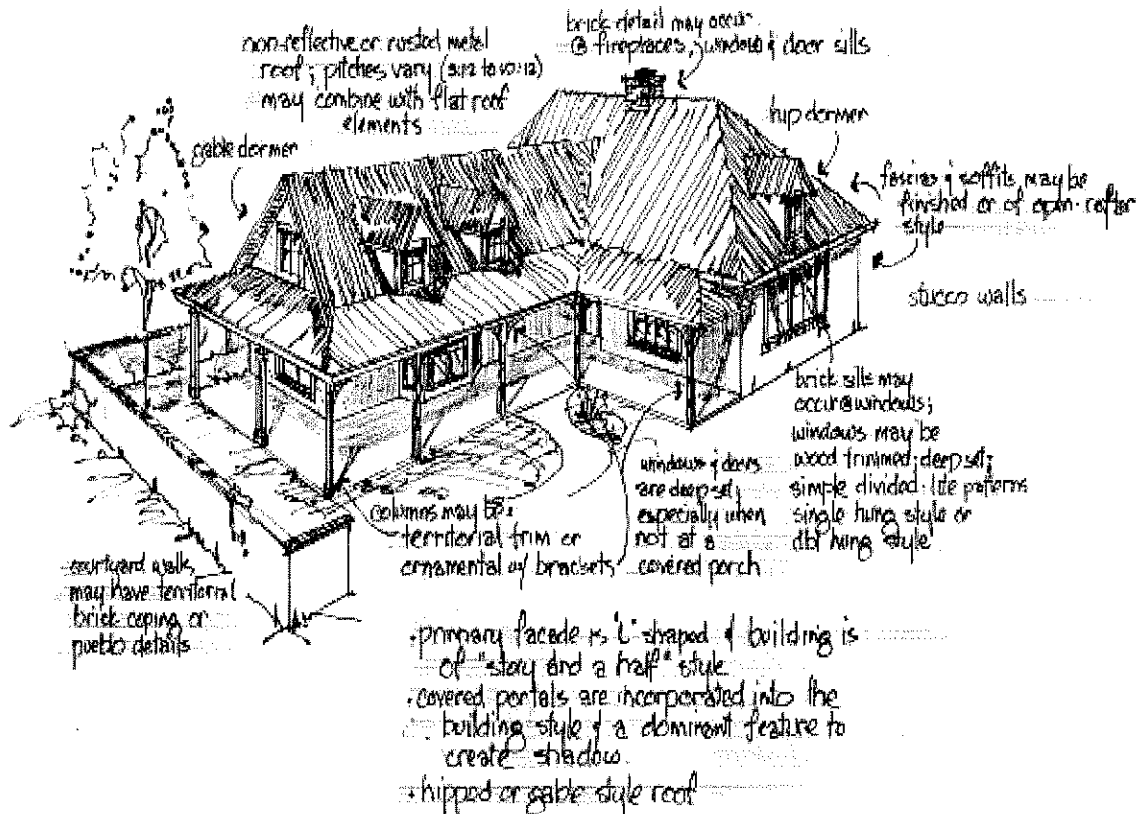 brick detail may occur
@ fireplaces, window & door sills
non-reflective or rusted metal
roof; pitches vary (5:12 to 10:12)
may combine with flat roof
elements
hip dormer
gable dormer
fascias & soffits may be
finished or of open-rafter
style
stucco walls
brick sills may
occur @ windows;
windows may be
wood trimmed; deep set;
simple divided-lite patterns
single hung style or
dbl hung style
windows & doors
are deep set,
especially when
not at a
covered porch
columns may be:
territorial trim or
ornamental w/ brackets
courtyard walls
may have territorial
brick coping or
pueblo details
• primary facade is "L" shaped & building is
of "story and a half" style
• covered portals are incorporated into the
building style & a dominant feature to
create shadow
• hipped or gable style roof